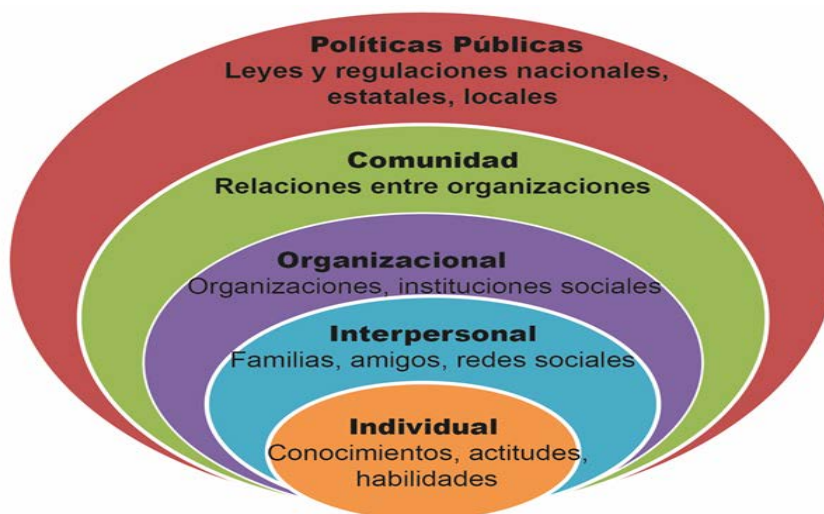 Políticas Públicas
Leyes y regulaciones nacionales,
estatales, locales
Comunidad
Relaciones entre organizaciones
Organizacional
Organizaciones, instituciones sociales
Interpersonal
Familias, amigos, redes sociales
Individual
Conocimientos, actitudes,
habilidades